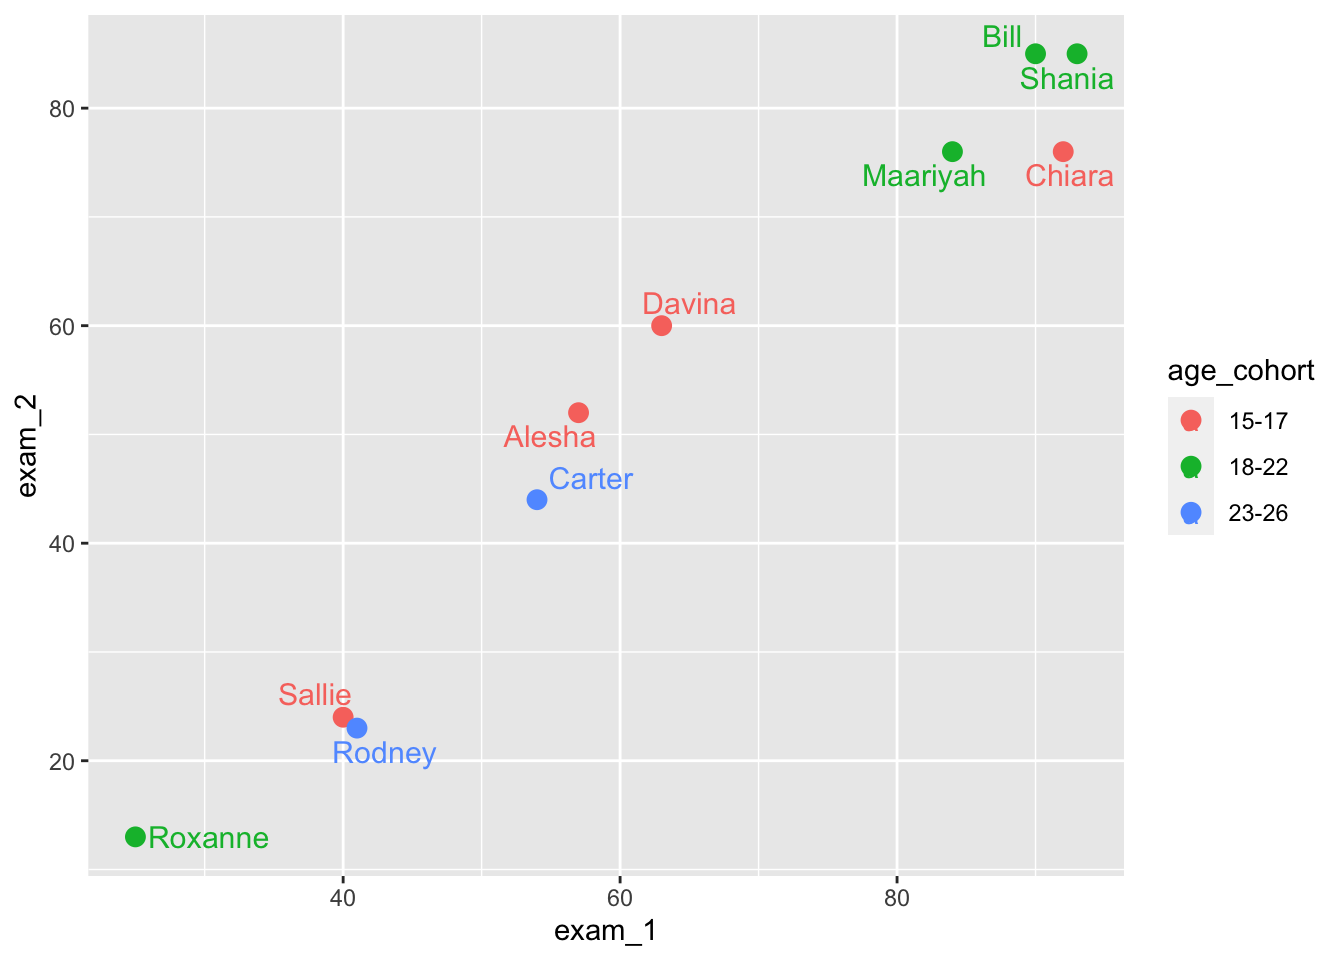 Bill
Shania
80
Maariyah
Chiara
Davina
60
age_cohort
15-17
Alesha
exam_2
Carter
18-22
23-26
40
Sallie
Rodney
20
Roxanne
40 60 80
exam_1